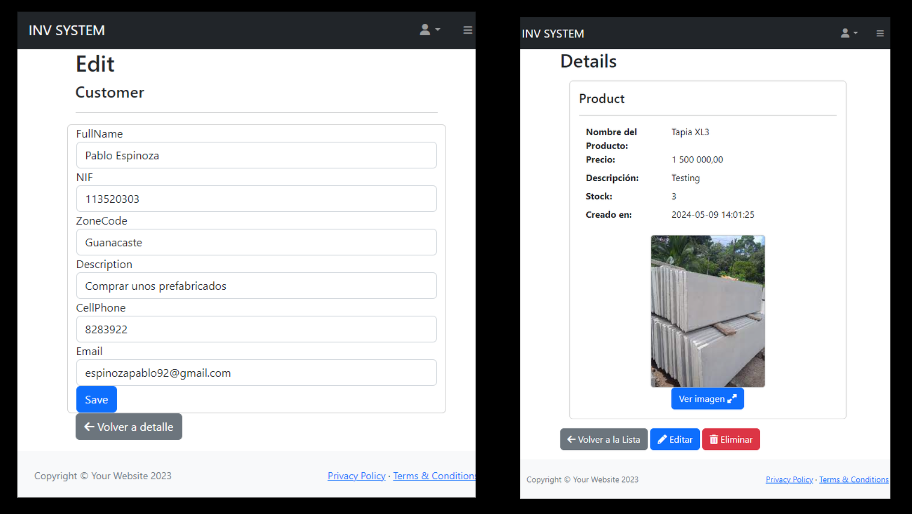 INV SYSTEM
Edit
Customer
FullName
Pablo Espinoza
NIF
113520303
ZoneCode
Guanacaste
Description
Comprar unos prefabricados
CellPhone
8283922
Email
espinozapablo92@gmail.com
Save
Volver a detalle
Copyright © Your Website 2023
Privacy Policy · Terms & Conditions
INV SYSTEM
Details
Product
Nombre del Tapia XL3
Producto:
Precio: 1 500 000,00
Descripción: Testing
Stock: 3
Creado en: 2024-05-09 14:01:25
Ver imagen
Volver a la Lista Editar Eliminar
Copyright © Your Website 2023
Privacy Policy · Terms & Conditions